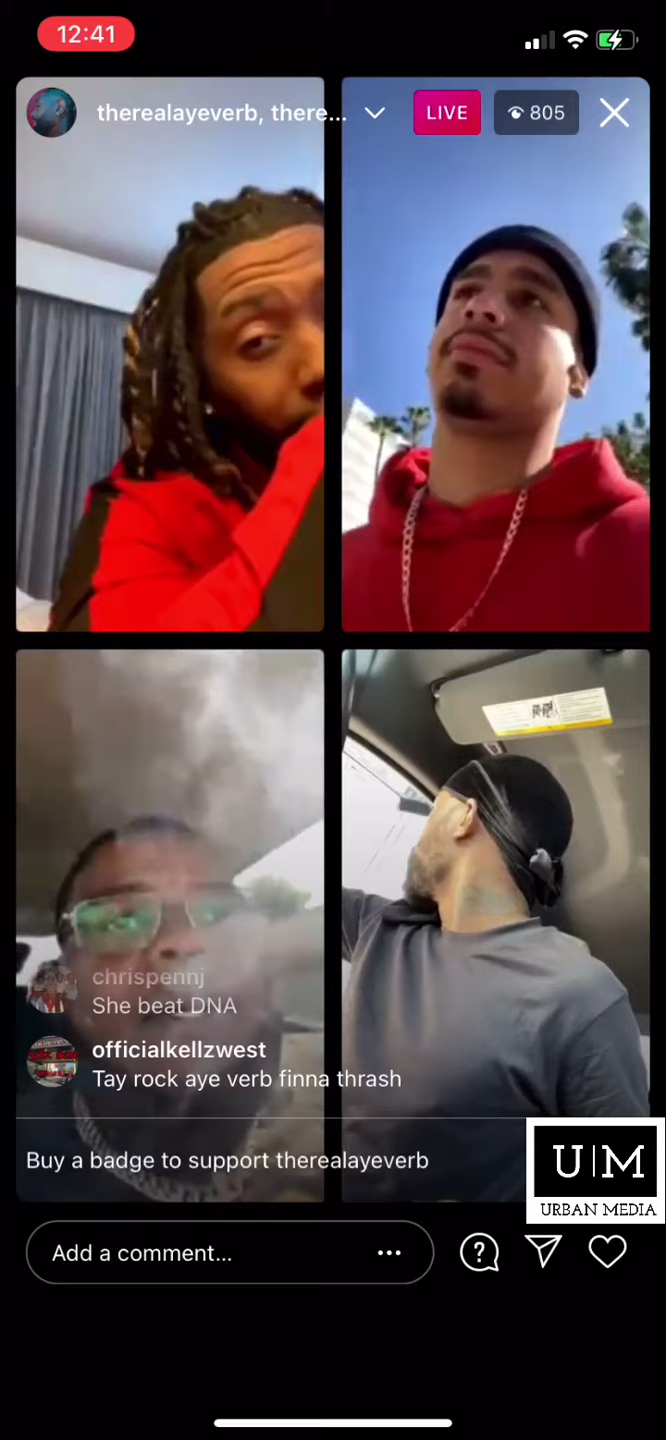 12:41
therealayeverb, there...
LIVE
805
chrispennj
She beat DNA
officialkellzwest
Tay rock aye verb finna thrash
Buy a badge to support therealayeverb
U|M
URBAN MEDIA
Add a comment...